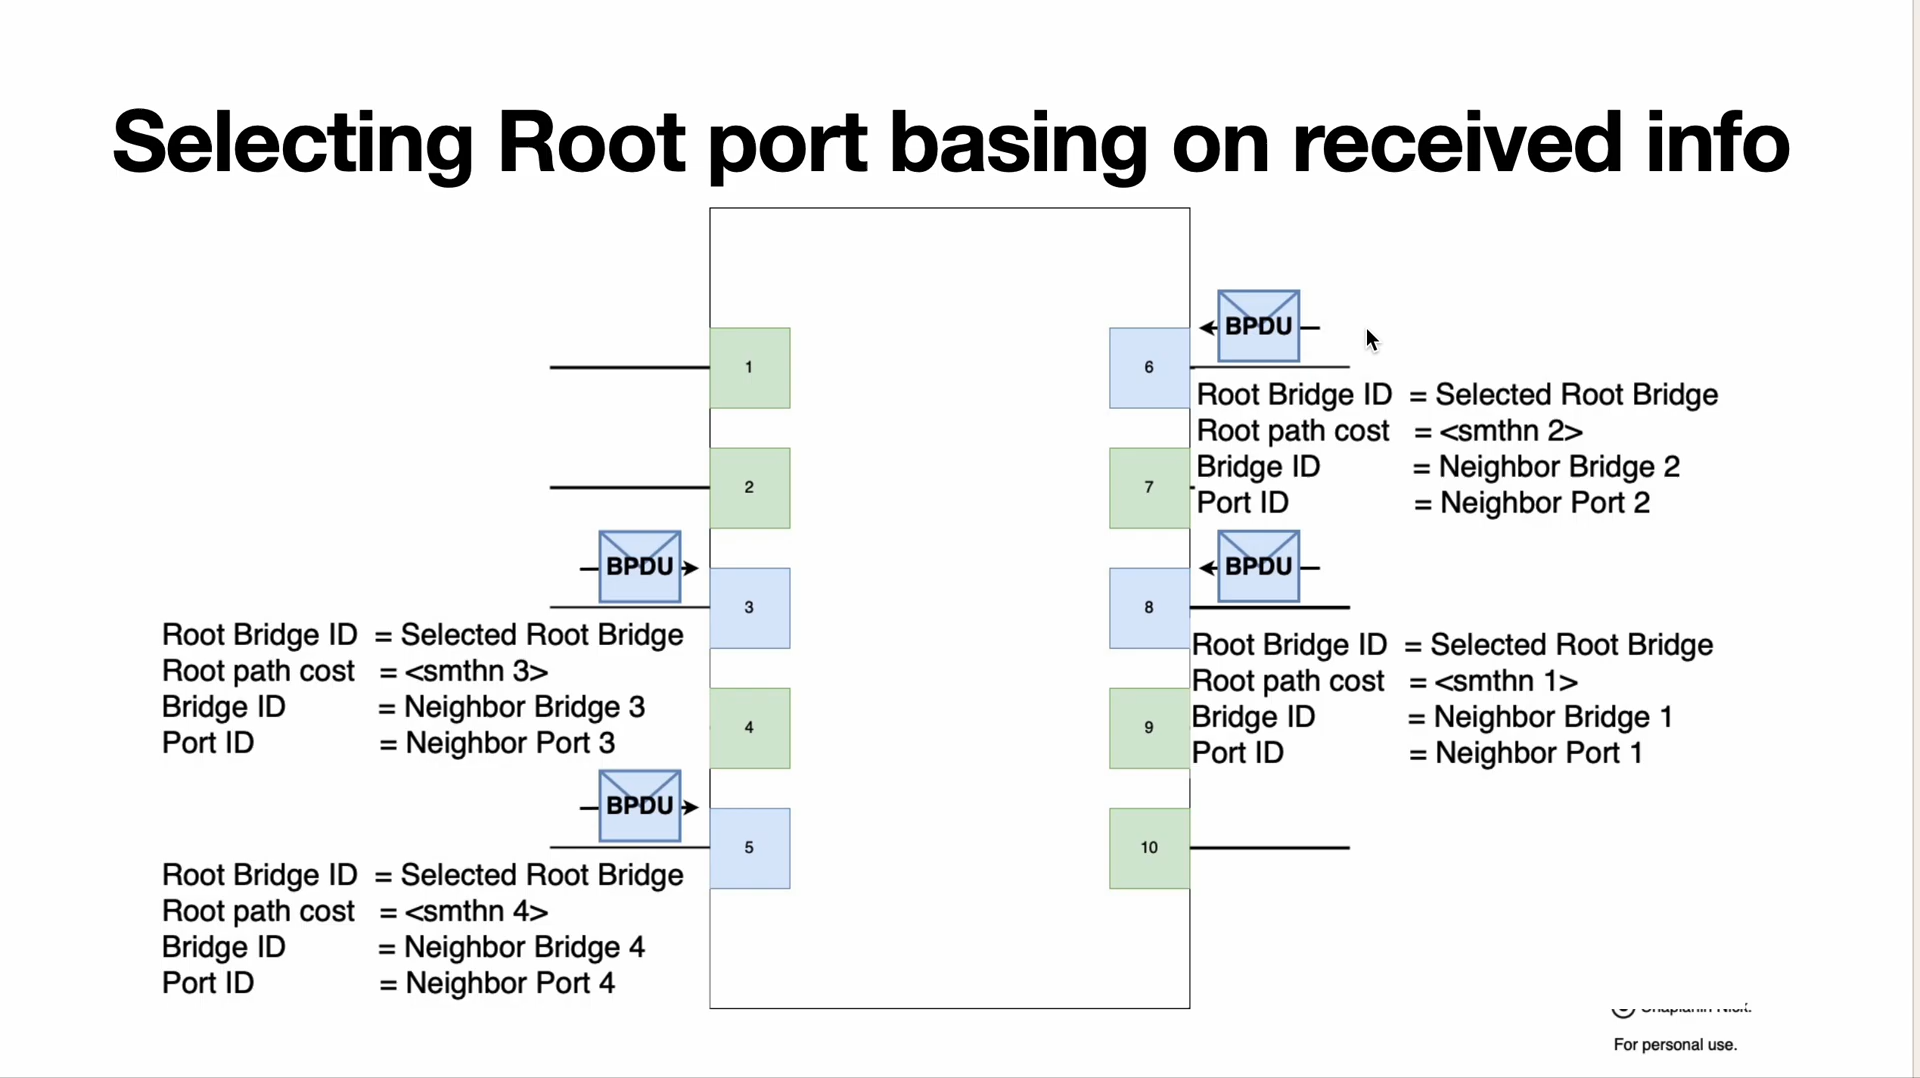 Selecting Root port basing on received info
1
2
BPDU
3
Root Bridge ID = Selected Root Bridge
Root path cost = <smthn 3>
Bridge ID = Neighbor Bridge 3
Port ID = Neighbor Port 3
4
BPDU
5
Root Bridge ID = Selected Root Bridge
Root path cost = <smthn 4>
Bridge ID = Neighbor Bridge 4
Port ID = Neighbor Port 4
BPDU
6
Root Bridge ID = Selected Root Bridge
Root path cost = <smthn 2>
Bridge ID = Neighbor Bridge 2
Port ID = Neighbor Port 2
7
BPDU
8
Root Bridge ID = Selected Root Bridge
Root path cost = <smthn 1>
Bridge ID = Neighbor Bridge 1
Port ID = Neighbor Port 1
9
10
For personal use.